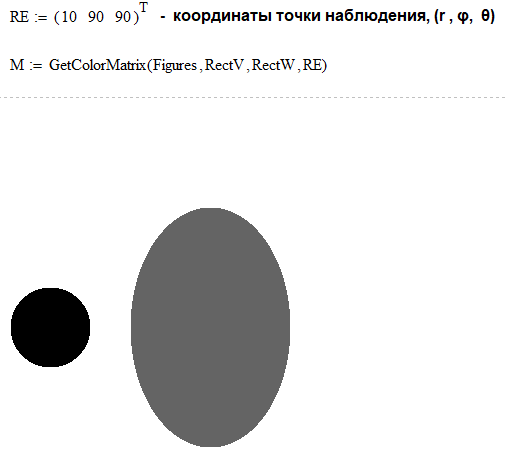 RE := (10 90 90)ᵀ - координаты точки наблюдения, (r , φ, θ)
M := GetColorMatrix(Figures , RectV , RectW , RE)